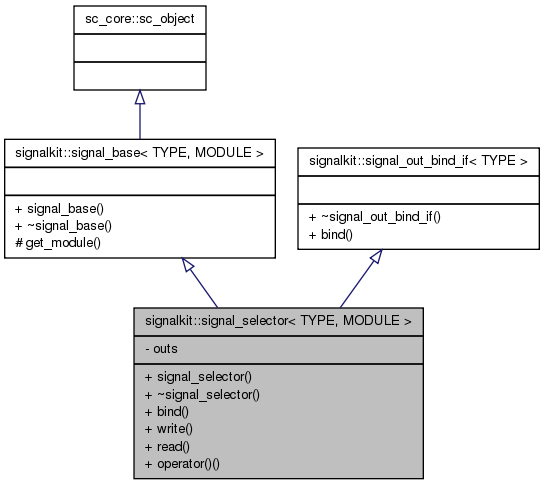 sc_core::sc_object
signalkit::signal_base< TYPE, MODULE >
+ signal_base()
+ ~signal_base()
# get_module()
signalkit::signal_out_bind_if< TYPE >
+ ~signal_out_bind_if()
+ bind()
signalkit::signal_selector< TYPE, MODULE >
- outs
+ signal_selector()
+ ~signal_selector()
+ bind()
+ write()
+ read()
+ operator()()